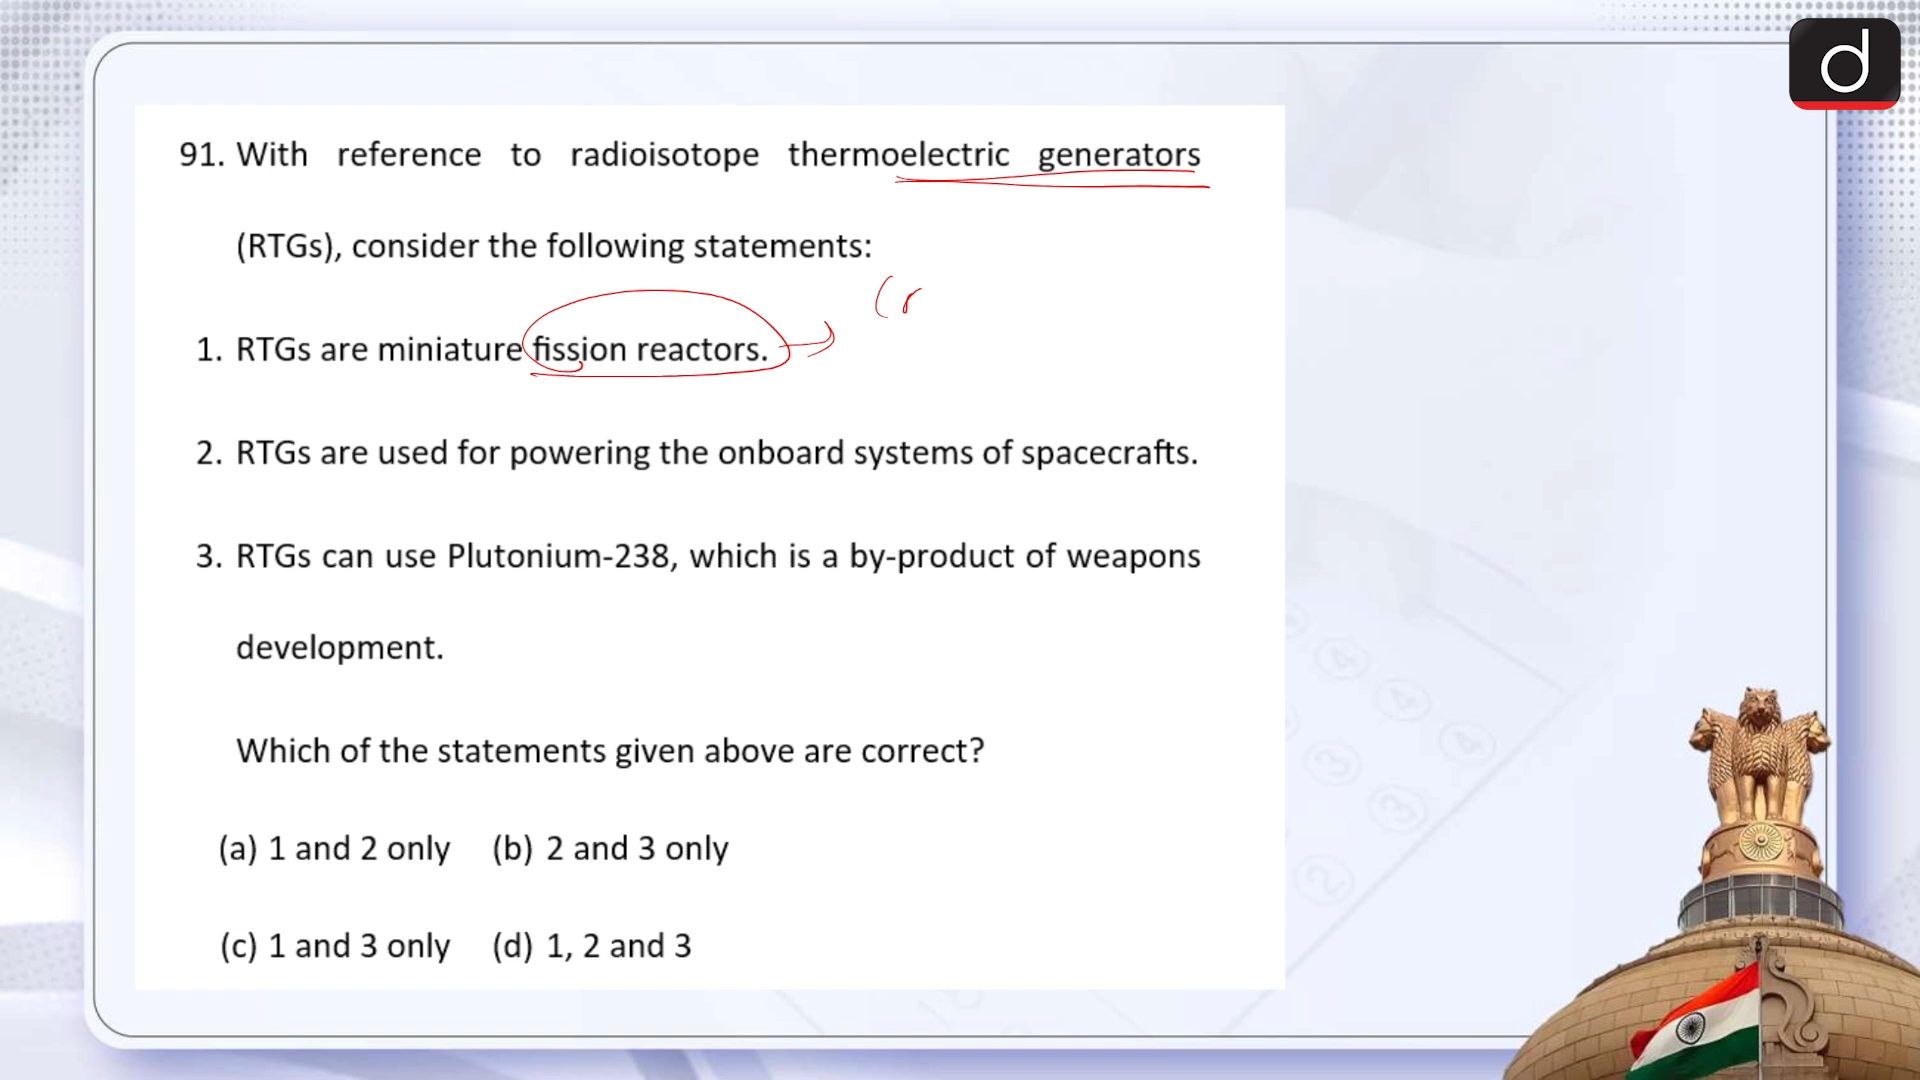 d
91. With reference to radioisotope thermoelectric generators
(RTGs), consider the following statements:
1. RTGs are miniature fission reactors.
2. RTGs are used for powering the onboard systems of spacecrafts.
3. RTGs can use Plutonium-238, which is a by-product of weapons
development.
Which of the statements given above are correct?
(a) 1 and 2 only (b) 2 and 3 only
(c) 1 and 3 only (d) 1, 2 and 3